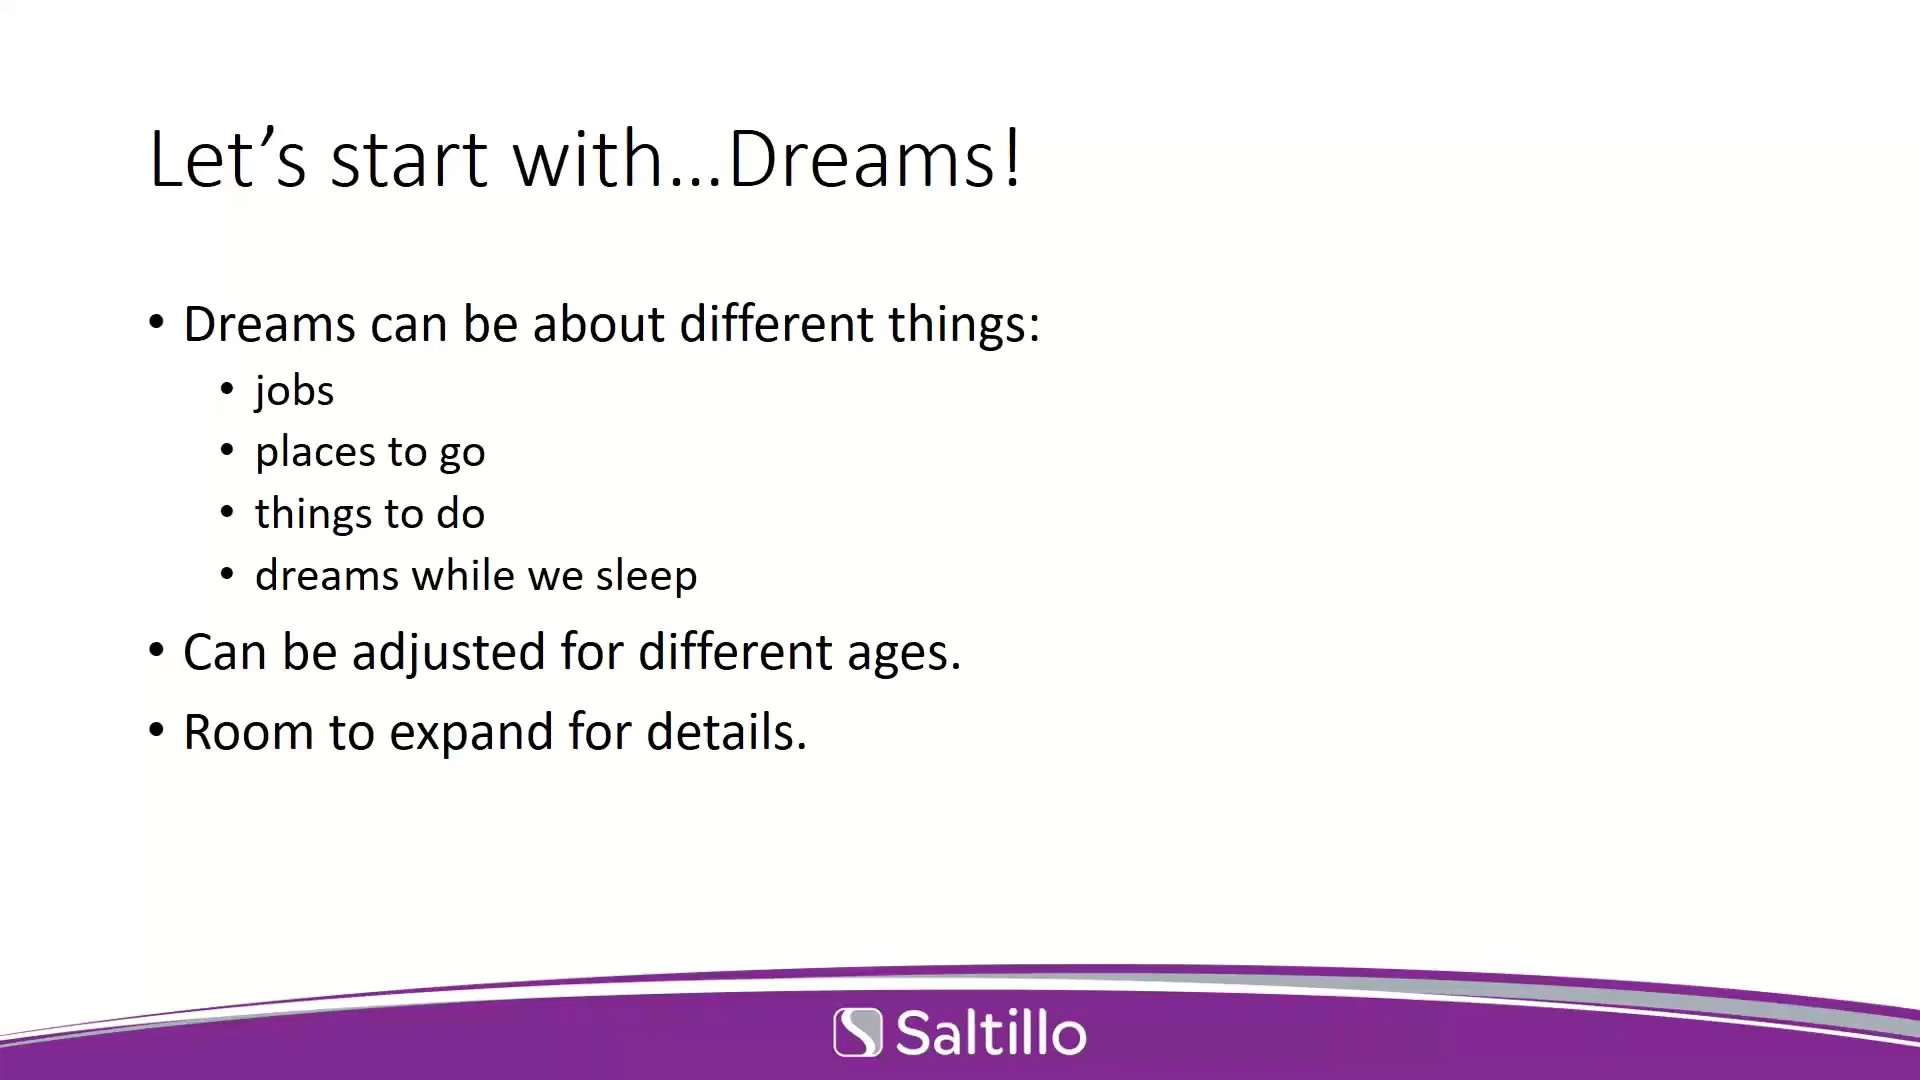 Let’s start with…Dreams!
• Dreams can be about different things:
• jobs
• places to go
• things to do
• dreams while we sleep
• Can be adjusted for different ages.
• Room to expand for details.
Saltillo